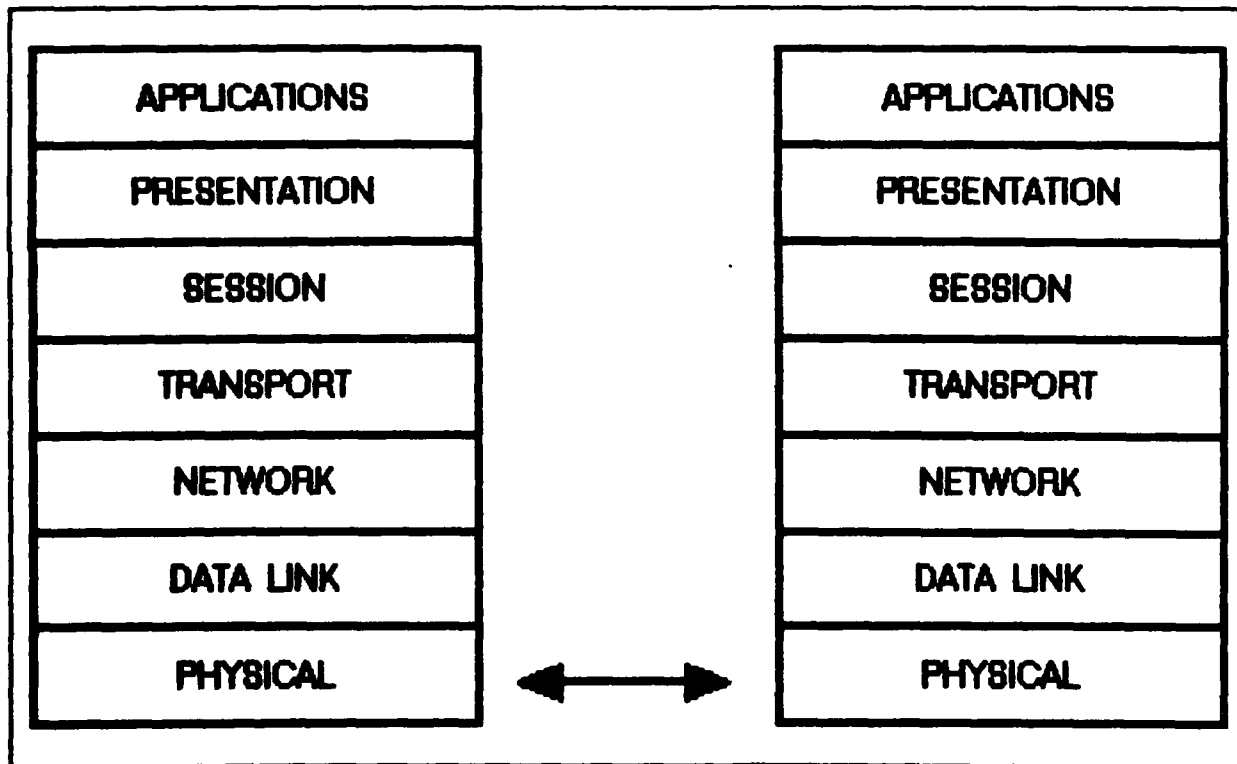 APPLICATIONS
PRESENTATION
SESSION
TRANSPORT
NETWORK
DATA LINK
PHYSICAL
APPLICATIONS
PRESENTATION
SESSION
TRANSPORT
NETWORK
DATA LINK
PHYSICAL